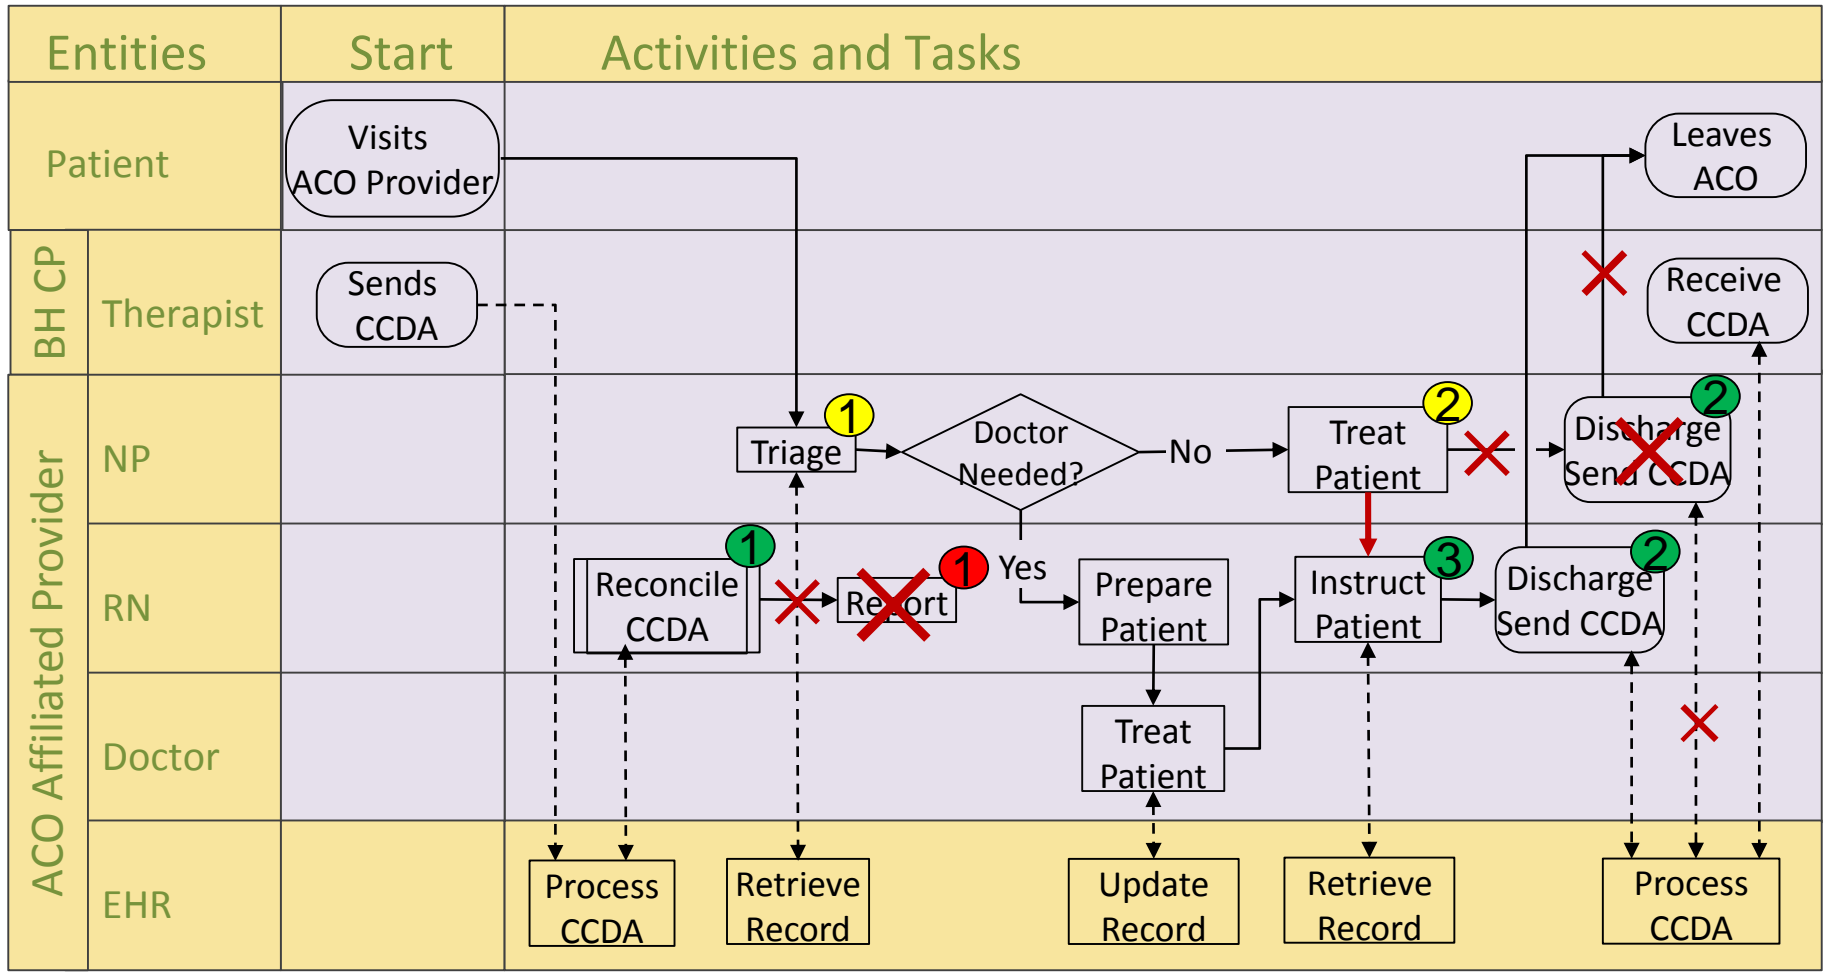 Entities
Start
Activities and Tasks
Patient
Visits
ACO Provider
Leaves
ACO
BH CP
Therapist
Sends
CCDA
Receive
CCDA
ACO Affiliated Provider
NP
Triage
1
Doctor
Needed?
No
Treat
Patient
2
Discharge
Send CCDA
2
RN
Reconcile
CCDA
1
Report
1
Yes
Prepare
Patient
Instruct
Patient
3
Discharge
Send CCDA
2
Doctor
Treat
Patient
EHR
Process
CCDA
Retrieve
Record
Update
Record
Retrieve
Record
Process
CCDA